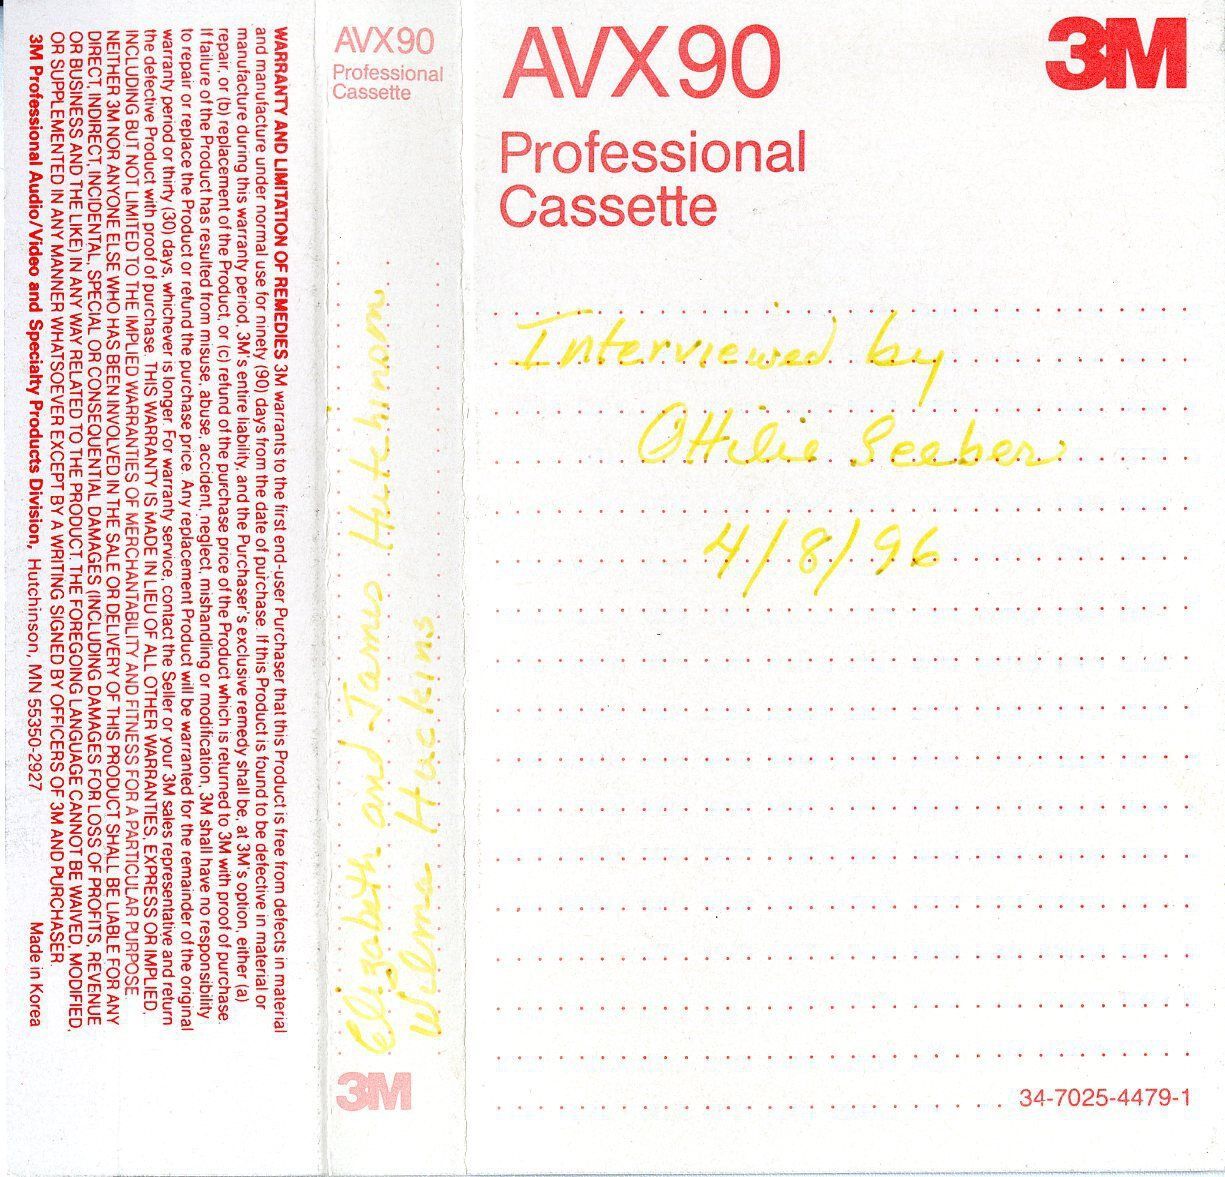 WARRANTY AND LIMITATION OF REMEDIES 3M warrants to the first end-user Purchaser that this Product is free from defects in material
and manufacture under normal use for ninety (90) days from the date of purchase. If this Product is found to be defective in material or
manufacture during this warranty period, 3M's entire liability, and the Purchaser's exclusive remedy shall be, at 3M's option, either (a)
repair, or (b) replacement of the Product, or (c) refund of the purchase price of the Product which is returned to 3M with proof of purchase.
If failure of the Product has resulted from misuse, abuse, accident, neglect, mishandling or modification, 3M shall have no responsibility
to repair or replace the Product or refund the purchase price. Any replacement Product will be warranted for the remainder of the original
warranty period or thirty (30) days, whichever is longer. For warranty service, contact the Seller or your 3M sales representative and return
the defective Product with proof of purchase. THIS WARRANTY IS MADE IN LIEU OF ALL OTHER WARRANTIES, EXPRESS OR IMPLIED,
INCLUDING BUT NOT LIMITED TO THE IMPLIED WARRANTIES OF MERCHANTABILITY AND FITNESS FOR A PARTICULAR PURPOSE.
NEITHER 3M NOR ANYONE ELSE WHO HAS BEEN INVOLVED IN THE SALE OR DELIVERY OF THIS PRODUCT SHALL BE LIABLE FOR ANY
DIRECT, INDIRECT, INCIDENTAL, SPECIAL OR CONSEQUENTIAL DAMAGES (INCLUDING DAMAGES FOR LOSS OF PROFITS, REVENUE
OR BUSINESS AND THE LIKE) IN ANY WAY RELATED TO THE PRODUCT. THE FOREGOING LANGUAGE CANNOT BE WAIVED, MODIFIED,
OR SUPPLEMENTED IN ANY MANNER WHATSOEVER EXCEPT BY A WRITING SIGNED BY OFFICERS OF 3M AND PURCHASER.
3M Professional Audio/Video and Specialty Products Division, Hutchinson, MN 55350-2927 Made in Korea
AVX90
Professional
Cassette
Elizabeth and James Hutchinson
Wilma Huckins
3M
AVX90
3M
Professional
Cassette
Interviewed by
Ottilie Seeber
4/8/96
34-7025-4479-1